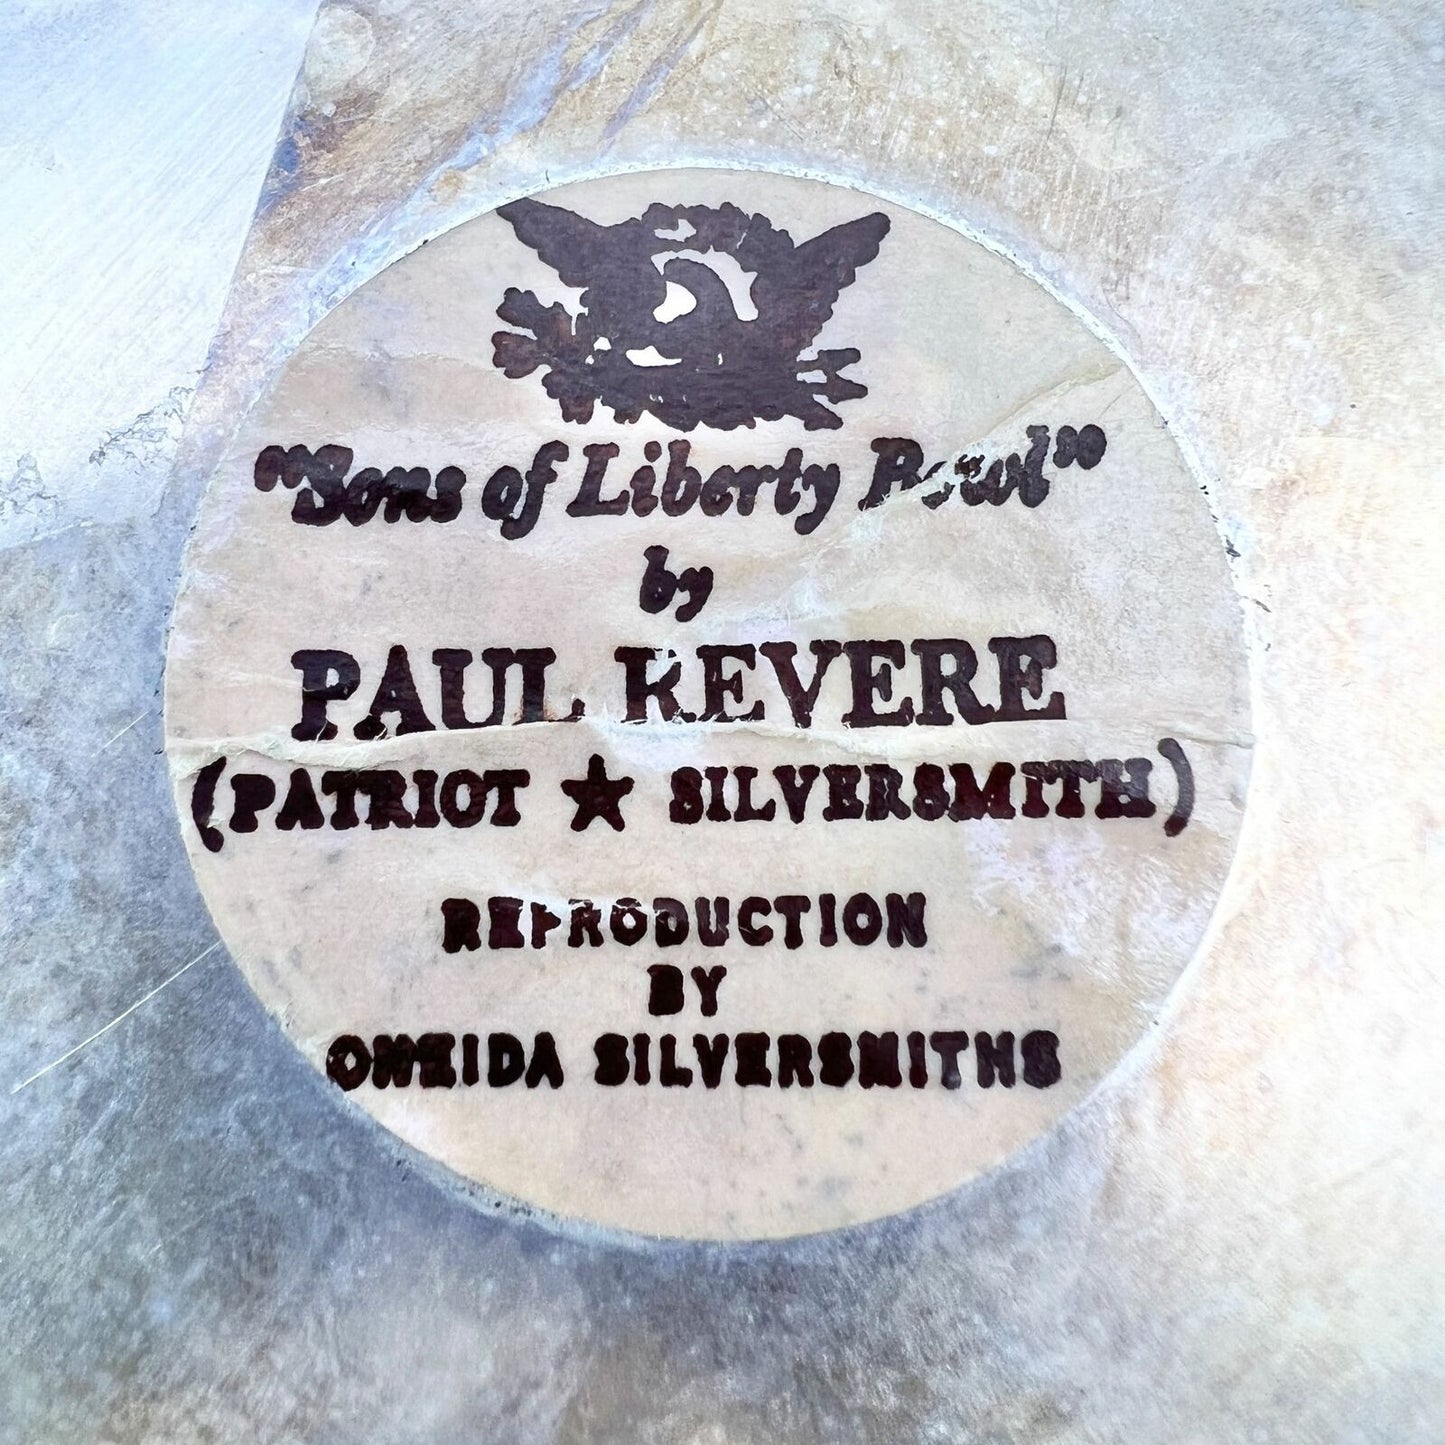 "Sons of Liberty Bowl"
by
PAUL REVERE
(PATRIOT ★ SILVERSMITH)
REPRODUCTION
BY
ONEIDA SILVERSMITHS